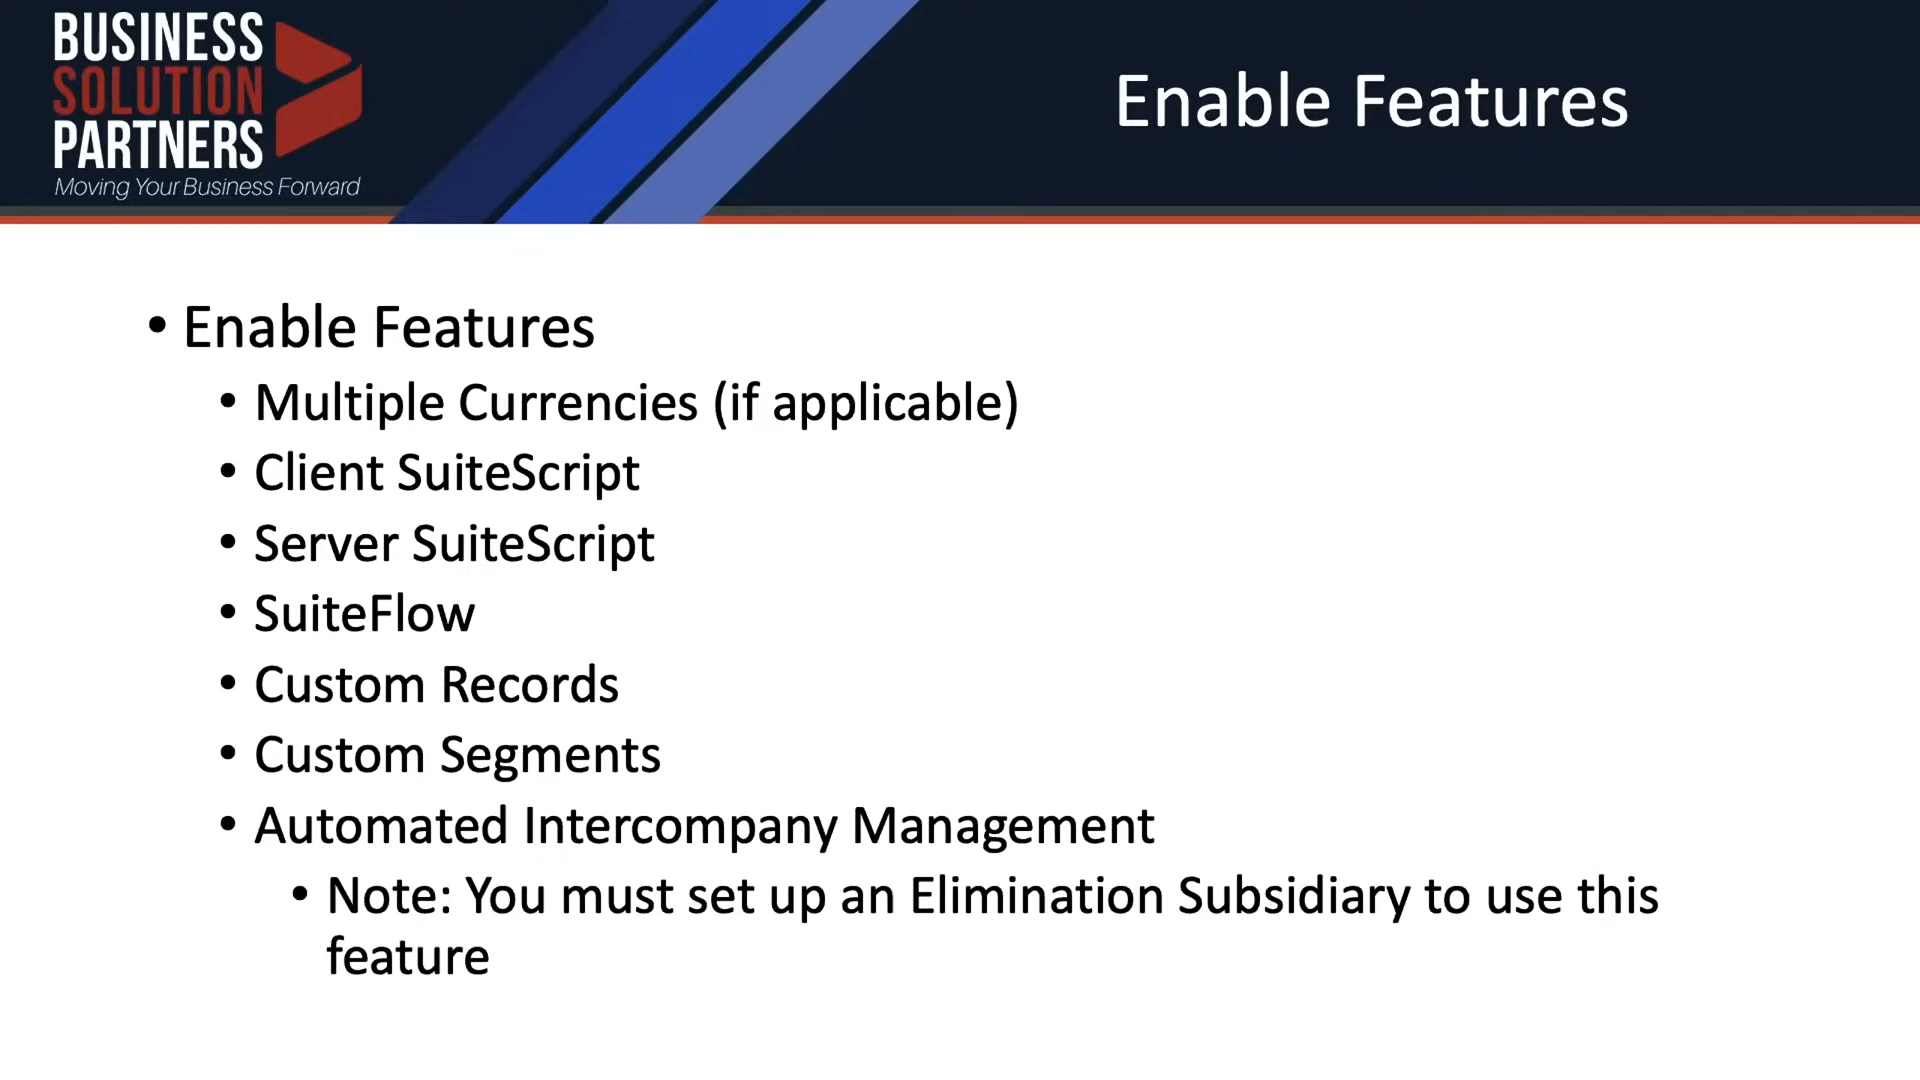 BUSINESS
SOLUTION
PARTNERS
Moving Your Business Forward
Enable Features
• Enable Features
• Multiple Currencies (if applicable)
• Client SuiteScript
• Server SuiteScript
• SuiteFlow
• Custom Records
• Custom Segments
• Automated Intercompany Management
• Note: You must set up an Elimination Subsidiary to use this
feature